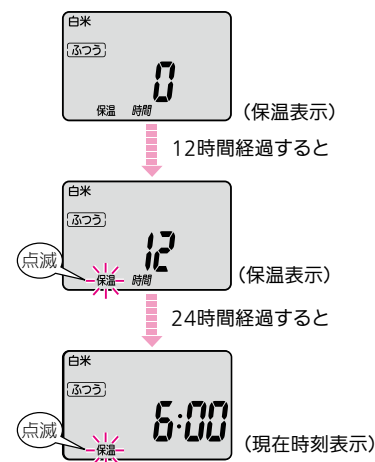 白米
ふつう
0
保温 時間
(保温表示)
12時間経過すると
白米
ふつう
12
点滅
保温 時間
(保温表示)
24時間経過すると
白米
ふつう
6:00
点滅
保温
(現在時刻表示)